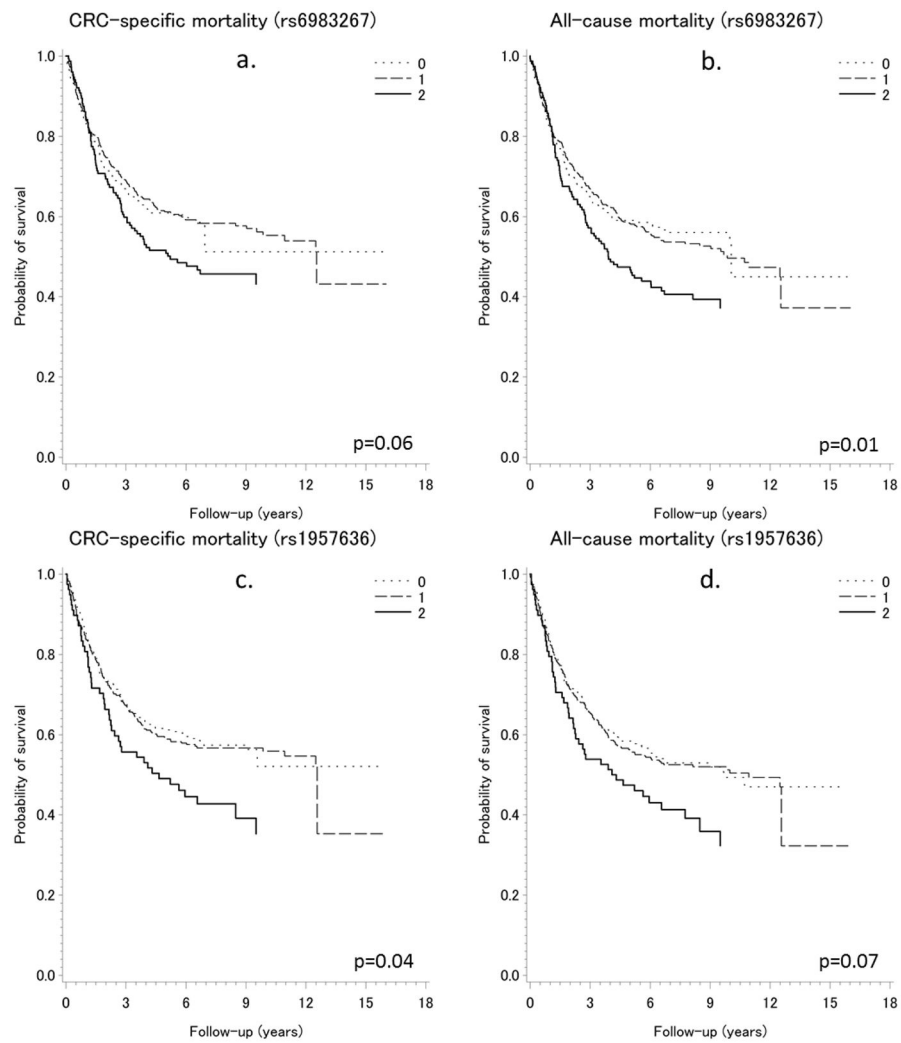 CRC-specific mortality (rs6983267)
a.
0
1
2
Probability of survival
1.0
0.8
0.6
0.4
0.2
0.0
p=0.06
0 3 6 9 12 15 18
Follow-up (years)
All-cause mortality (rs6983267)
b.
0
1
2
Probability of survival
1.0
0.8
0.6
0.4
0.2
0.0
p=0.01
0 3 6 9 12 15 18
Follow-up (years)
CRC-specific mortality (rs1957636)
c.
0
1
2
Probability of survival
1.0
0.8
0.6
0.4
0.2
0.0
p=0.04
0 3 6 9 12 15 18
Follow-up (years)
All-cause mortality (rs1957636)
d.
0
1
2
Probability of survival
1.0
0.8
0.6
0.4
0.2
0.0
p=0.07
0 3 6 9 12 15 18
Follow-up (years)